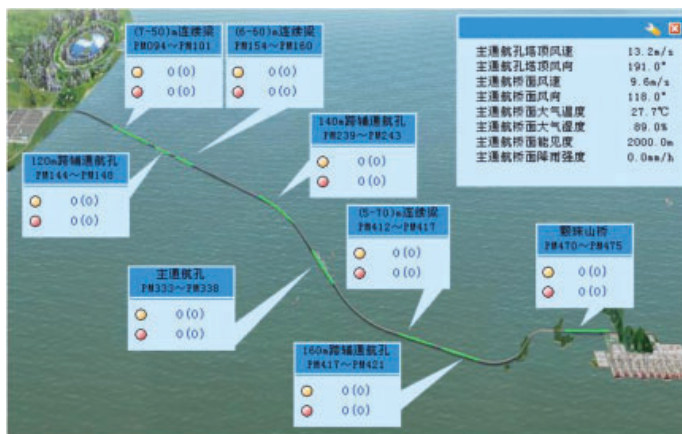 (7-50)m连续梁
PM094～PM101
0(0)
0(0)
(6-60)m连续梁
PM154～PM160
0(0)
0(0)
主通航孔塔顶风速 13.2m/s
主通航孔塔顶风向 191.0°
主通航桥面风速 9.6m/s
主通航桥面风向 118.0°
主通航桥面大气温度 27.7℃
主通航桥面大气湿度 89.0%
主通航桥面能见度 2000.0m
主通航桥面降雨强度 0.0mm/h
140m跨辅通航孔
PM239～PM243
0(0)
0(0)
120m跨辅通航孔
PM144～PM148
0(0)
0(0)
(5-70)m连续梁
PM412～PM417
0(0)
0(0)
颗珠山桥
PM470～PM475
0(0)
0(0)
主通航孔
PM333～PM338
0(0)
0(0)
160m跨辅通航孔
PM417～PM421
0(0)
0(0)